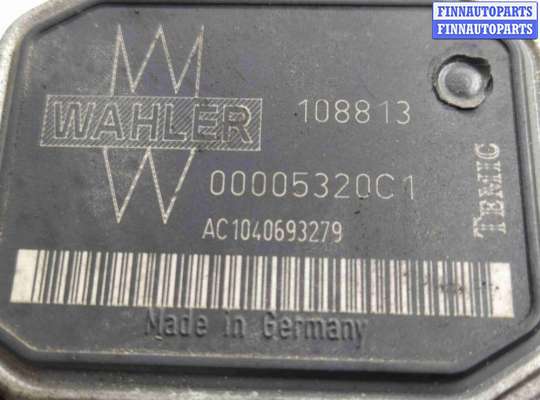 FINNAUTOPARTS
FINNAUTOPARTS
WAHLER
108813
00005320C1
TEMIC
AC1040693279
Made in Germany